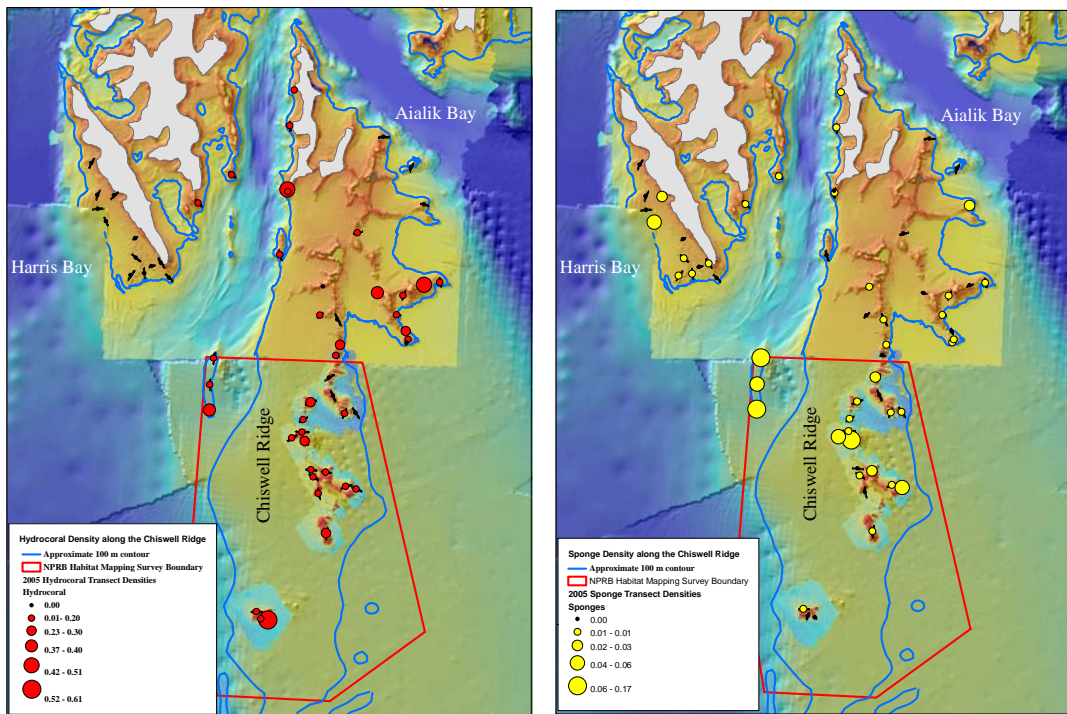 Aialik Bay
Harris Bay
Chiswell Ridge
Hydrocoral Density along the Chiswell Ridge
Approximate 100 m contour
NPRB Habitat Mapping Survey Boundary
2005 Hydrocoral Transect Densities
Hydrocoral
0.00
0.01- 0.20
0.23 - 0.30
0.37 - 0.40
0.42 - 0.51
0.52 - 0.61
Aialik Bay
Harris Bay
Chiswell Ridge
Sponge Density along the Chiswell Ridge
Approximate 100 m contour
NPRB Habitat Mapping Survey Boundary
2005 Sponge Transect Densities
Sponges
0.00
0.01 - 0.01
0.02 - 0.03
0.04 - 0.06
0.06 - 0.17